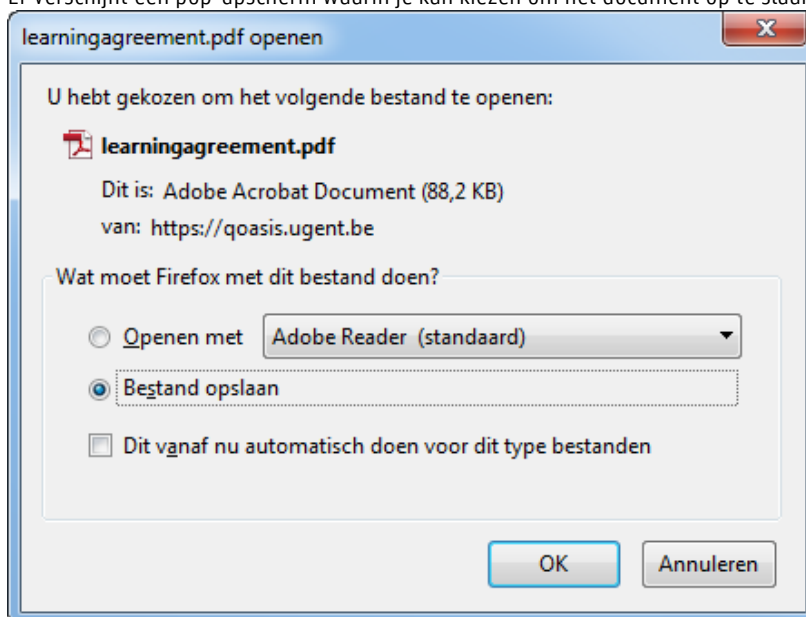 Er verschijnt een pop-upscherm waarin je kan kiezen om het document op te slaan
learningagreement.pdf openen
U hebt gekozen om het volgende bestand te openen:
learningagreement.pdf
Dit is: Adobe Acrobat Document (88,2 KB)
van: https://qoasis.ugent.be
Wat moet Firefox met dit bestand doen?
Openen met Adobe Reader (standaard)
Bestand opslaan
Dit vanaf nu automatisch doen voor dit type bestanden
OK Annuleren